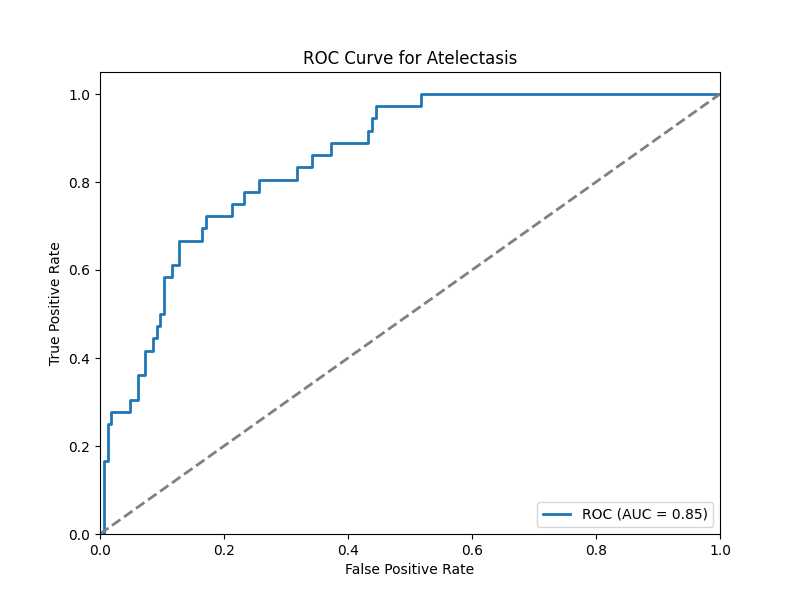 ROC Curve for Atelectasis
True Positive Rate
1.0
0.8
0.6
0.4
0.2
0.0
ROC (AUC = 0.85)
0.0 0.2 0.4 0.6 0.8 1.0
False Positive Rate